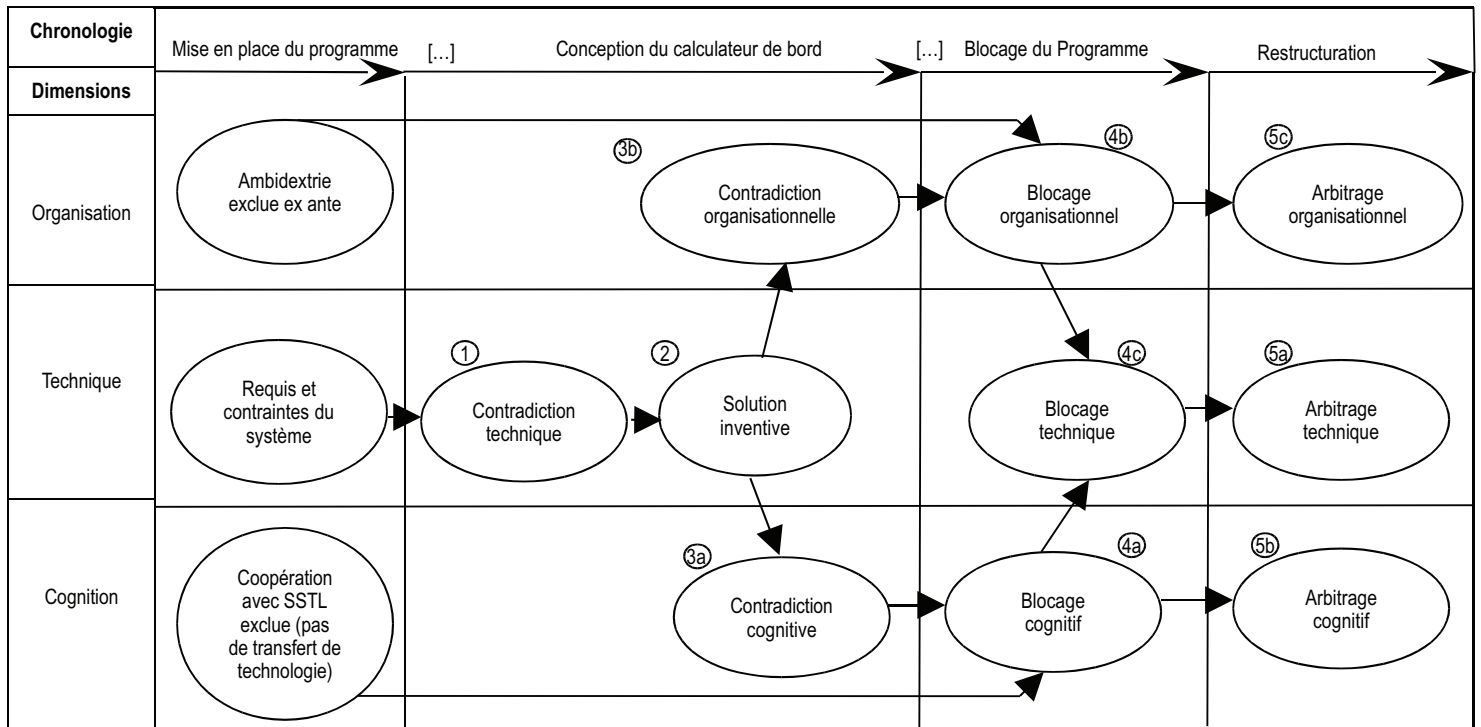 Chronologie
Mise en place du programme
[...]
Conception du calculateur de bord
[...]
Blocage du Programme
Restructuration
Dimensions
Organisation
Ambidextrie
exclue ex ante
3b
Contradiction
organisationnelle
4b
Blocage
organisationnel
5c
Arbitrage
organisationnel
Technique
Requis et
contraintes du
système
1
Contradiction
technique
2
Solution
inventive
4c
Blocage
technique
5a
Arbitrage
technique
Cognition
Coopération
avec SSTL
exclue (pas
de transfert de
technologie)
3a
Contradiction
cognitive
4a
Blocage
cognitif
5b
Arbitrage
cognitif